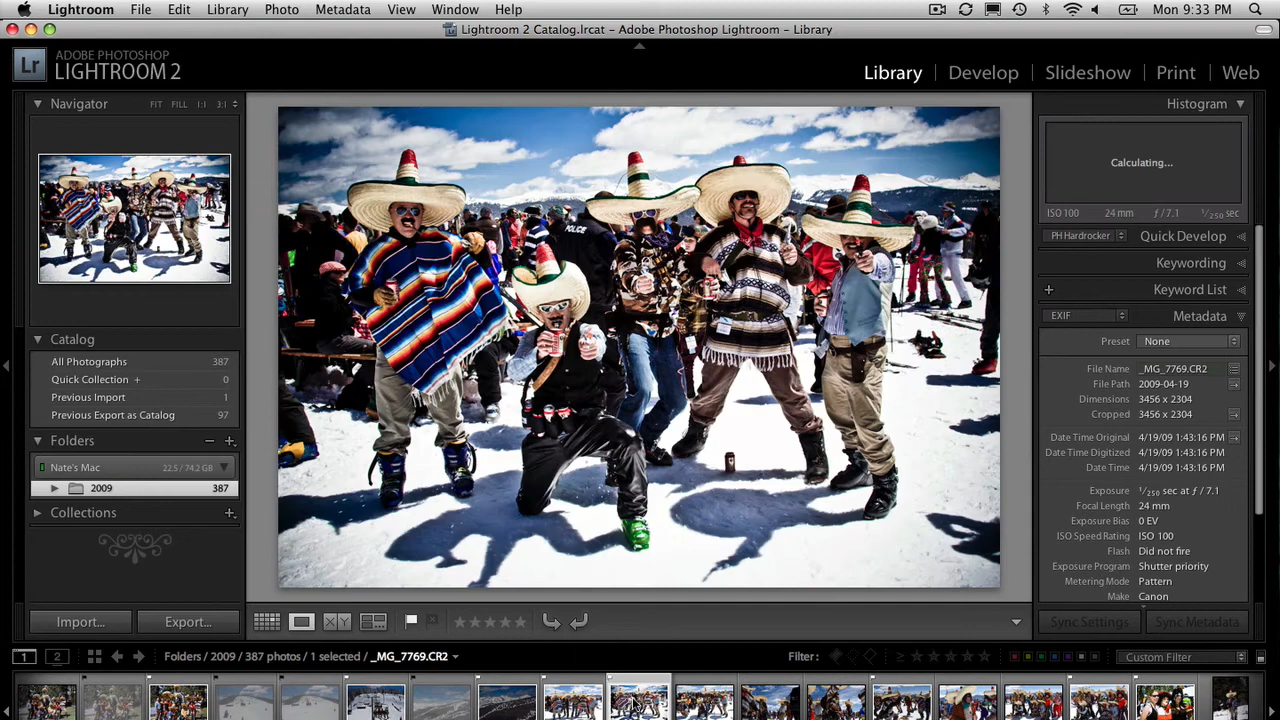 Lightroom File Edit Library Photo Metadata View Window Help Mon 9:33 PM
Lightroom 2 Catalog.lrcat – Adobe Photoshop Lightroom – Library
Lr ADOBE PHOTOSHOP
LIGHTROOM 2
Library | Develop | Slideshow | Print | Web
Navigator FIT FILL 1:1 3:1
Catalog
All Photographs 387
Quick Collection + 0
Previous Import 1
Previous Export as Catalog 97
Folders
Nate's Mac 22.5 / 74.2 GB
2009 387
Collections
Import... Export...
POLICE
Histogram
Calculating...
ISO 100 24 mm ƒ / 7.1 1/250 sec
PH Hardrocker Quick Develop
Keywording
Keyword List
EXIF Metadata
Preset None
File Name _MG_7769.CR2
File Path 2009-04-19
Dimensions 3456 x 2304
Cropped 3456 x 2304
Date Time Original 4/19/09 1:43:16 PM
Date Time Digitized 4/19/09 1:43:16 PM
Date Time 4/19/09 1:43:16 PM
Exposure 1/250 sec at ƒ / 7.1
Focal Length 24 mm
Exposure Bias 0 EV
ISO Speed Rating ISO 100
Flash Did not fire
Exposure Program Shutter priority
Metering Mode Pattern
Make Canon
Sync Settings Sync Metadata
X Y
1 2 Folders / 2009 / 387 photos / 1 selected / _MG_7769.CR2 Filter: Custom Filter